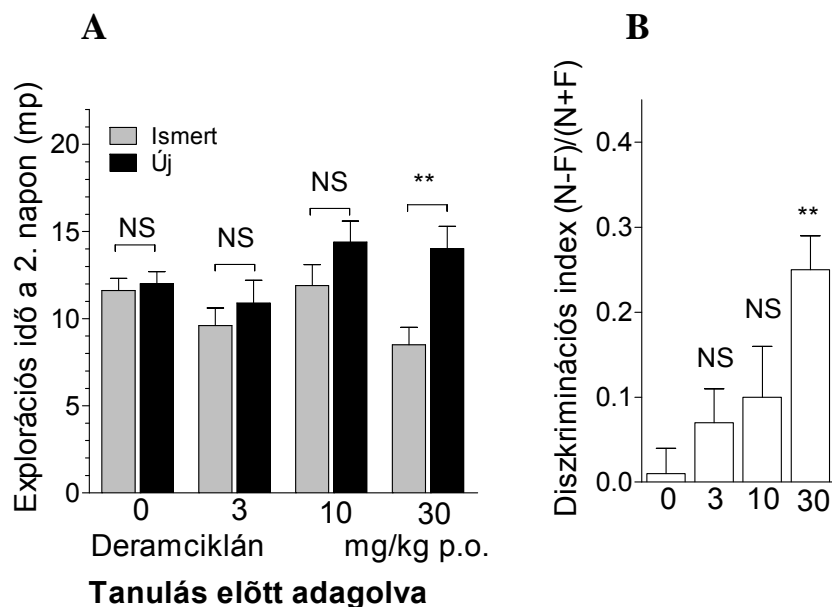 A
Explorációs idő a 2. napon (mp)
20
15
10
5
0
Ismert
Új
NS
NS
NS
**
0
3
10
30
Deramciklán
mg/kg p.o.
Tanulás elõtt adagolva
B
Diszkriminációs index (N-F)/(N+F)
0.4
0.3
0.2
0.1
0.0
NS
NS
**
0
3
10
30